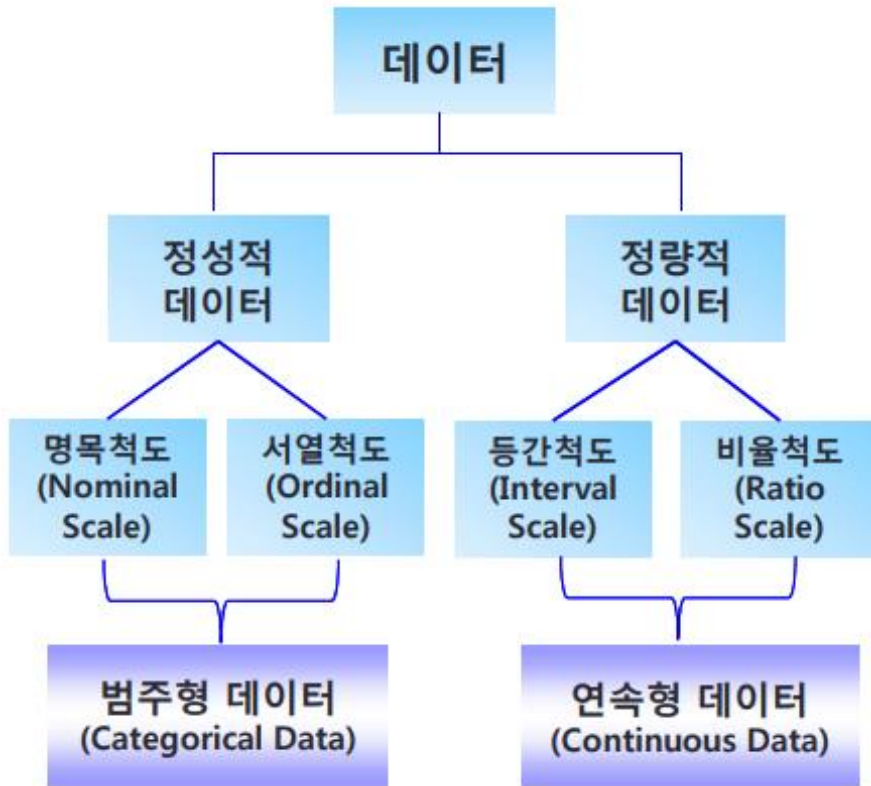 데이터
정성적
데이터
정량적
데이터
명목척도
(Nominal
Scale)
서열척도
(Ordinal
Scale)
등간척도
(Interval
Scale)
비율척도
(Ratio
Scale)
범주형 데이터
(Categorical Data)
연속형 데이터
(Continuous Data)